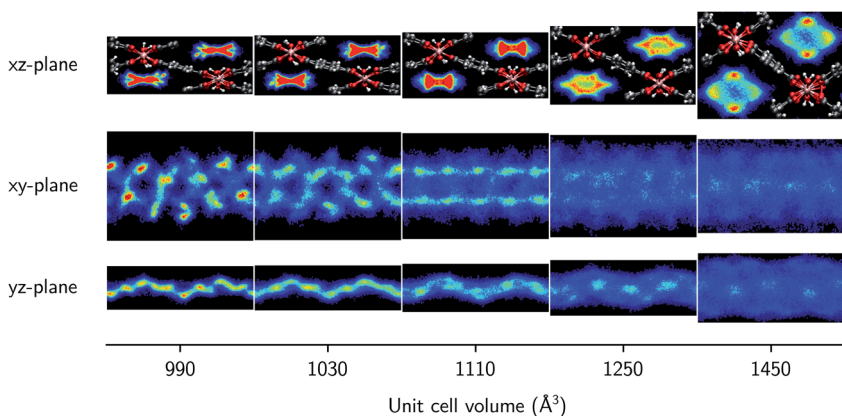 xz-plane
xy-plane
yz-plane
990 1030 1110 1250 1450
Unit cell volume (Å³)